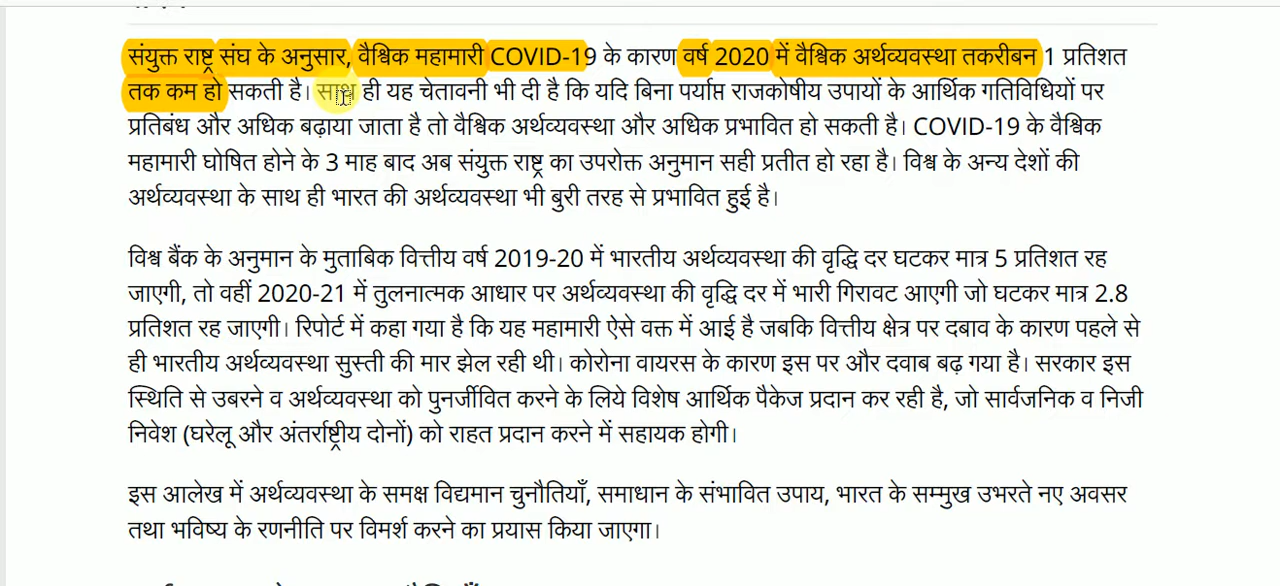 संयुक्त राष्ट्र संघ के अनुसार, वैश्विक महामारी COVID-19 के कारण वर्ष 2020 में वैश्विक अर्थव्यवस्था तकरीबन 1 प्रतिशत
तक कम हो सकती है। साथ ही यह चेतावनी भी दी है कि यदि बिना पर्याप्त राजकोषीय उपायों के आर्थिक गतिविधियों पर
प्रतिबंध और अधिक बढ़ाया जाता है तो वैश्विक अर्थव्यवस्था और अधिक प्रभावित हो सकती है। COVID-19 के वैश्विक
महामारी घोषित होने के 3 माह बाद अब संयुक्त राष्ट्र का उपरोक्त अनुमान सही प्रतीत हो रहा है। विश्व के अन्य देशों की
अर्थव्यवस्था के साथ ही भारत की अर्थव्यवस्था भी बुरी तरह से प्रभावित हुई है।
विश्व बैंक के अनुमान के मुताबिक वित्तीय वर्ष 2019-20 में भारतीय अर्थव्यवस्था की वृद्धि दर घटकर मात्र 5 प्रतिशत रह
जाएगी, तो वहीं 2020-21 में तुलनात्मक आधार पर अर्थव्यवस्था की वृद्धि दर में भारी गिरावट आएगी जो घटकर मात्र 2.8
प्रतिशत रह जाएगी। रिपोर्ट में कहा गया है कि यह महामारी ऐसे वक्त में आई है जबकि वित्तीय क्षेत्र पर दबाव के कारण पहले से
ही भारतीय अर्थव्यवस्था सुस्ती की मार झेल रही थी। कोरोना वायरस के कारण इस पर और दवाब बढ़ गया है। सरकार इस
स्थिति से उबरने व अर्थव्यवस्था को पुनर्जीवित करने के लिये विशेष आर्थिक पैकेज प्रदान कर रही है, जो सार्वजनिक व निजी
निवेश (घरेलू और अंतर्राष्ट्रीय दोनों) को राहत प्रदान करने में सहायक होगी।
इस आलेख में अर्थव्यवस्था के समक्ष विद्यमान चुनौतियाँ, समाधान के संभावित उपाय, भारत के सम्मुख उभरते नए अवसर
तथा भविष्य के रणनीति पर विमर्श करने का प्रयास किया जाएगा।